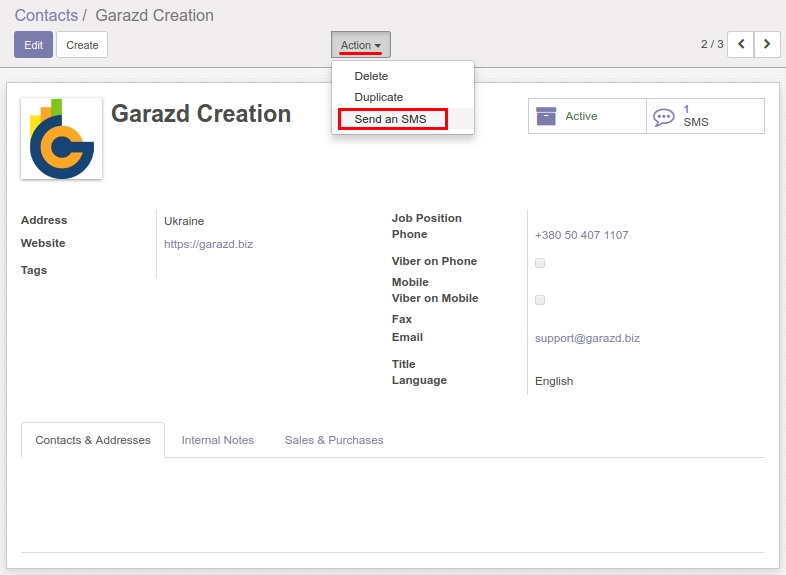 Contacts / Garazd Creation
Edit Create Action 2 / 3
Delete
Duplicate
Send an SMS
Garazd Creation
Active
1
SMS
Address Ukraine
Website https://garazd.biz
Tags
Job Position
Phone +380 50 407 1107
Viber on Phone
Mobile
Viber on Mobile
Fax
Email support@garazd.biz
Title
Language English
Contacts & Addresses Internal Notes Sales & Purchases